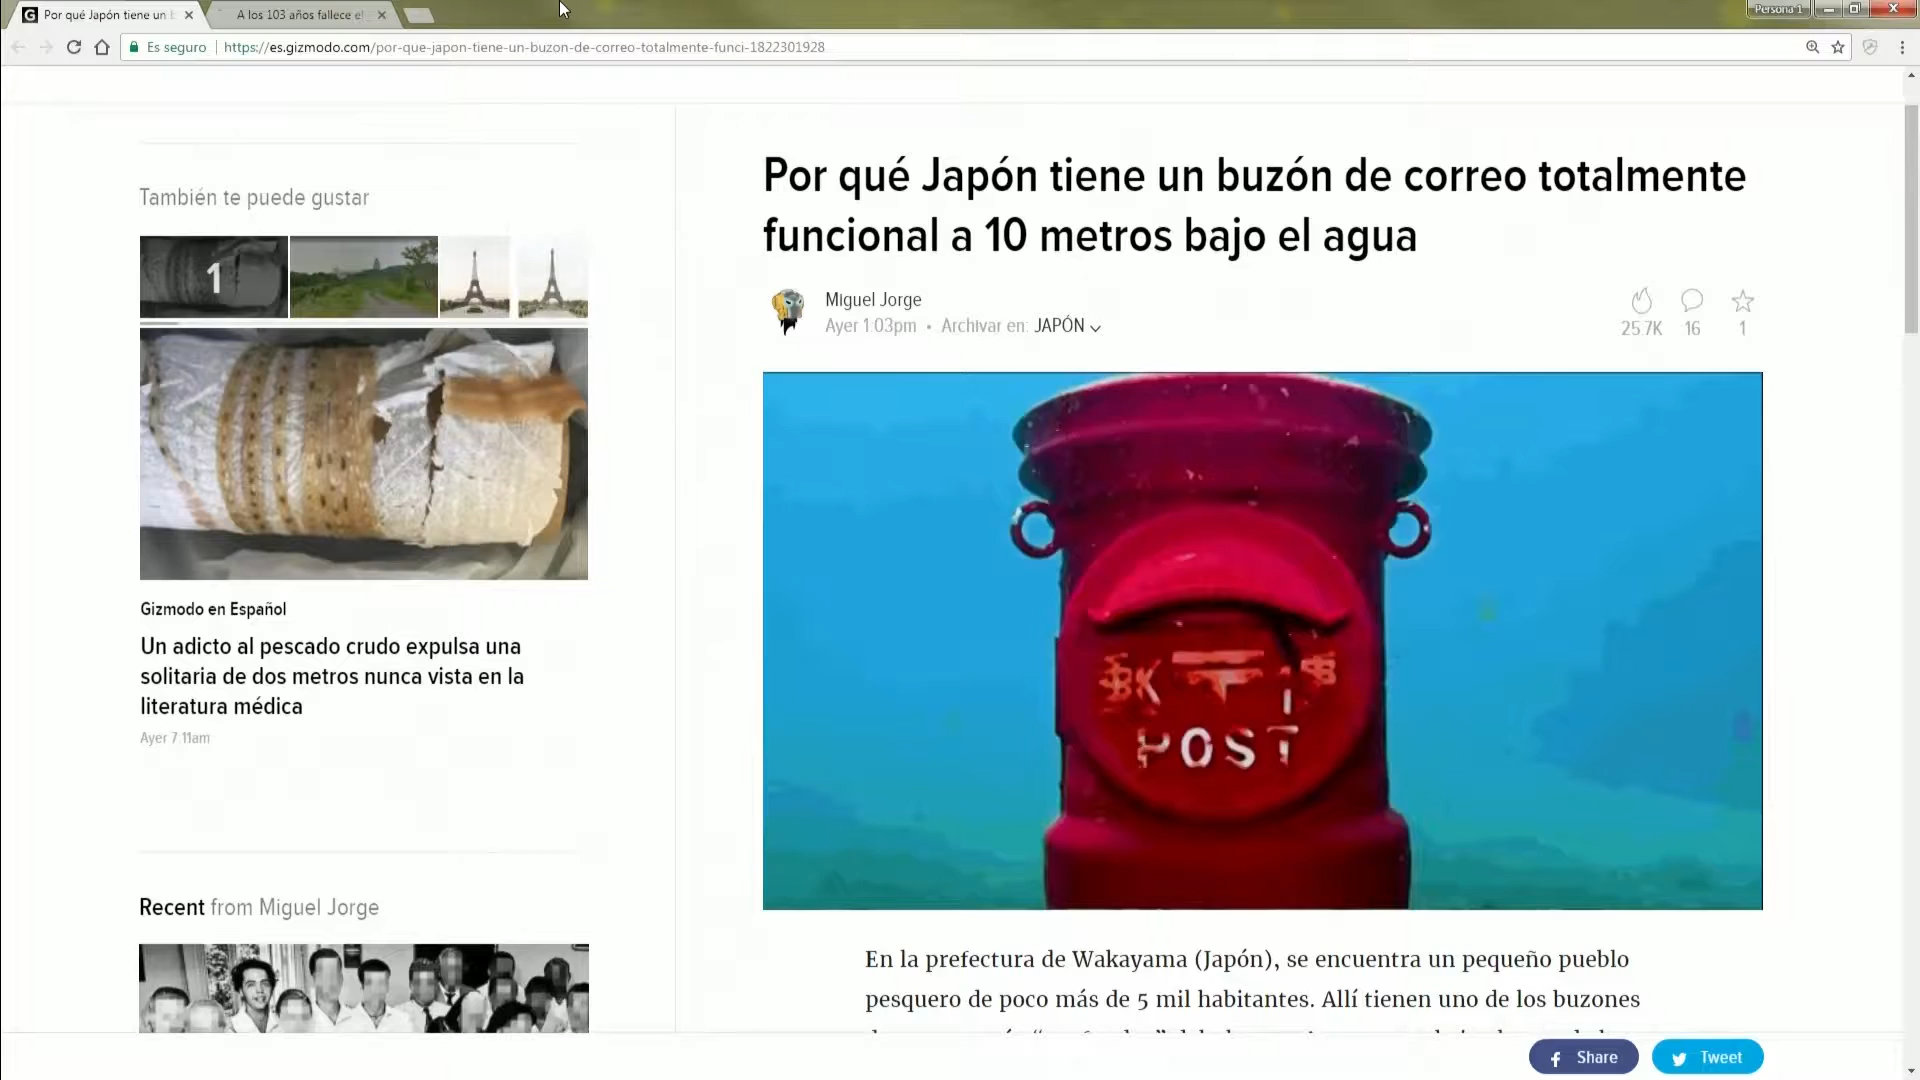 Por qué Japón tiene un b
A los 103 años fallece el
Persona 1
Es seguro
https://es.gizmodo.com/por-que-japon-tiene-un-buzon-de-correo-totalmente-funci-1822301928
También te puede gustar
1
Gizmodo en Español
Un adicto al pescado crudo expulsa una
solitaria de dos metros nunca vista en la
literatura médica
Ayer 7:11am
Recent from Miguel Jorge
Por qué Japón tiene un buzón de correo totalmente
funcional a 10 metros bajo el agua
Miguel Jorge
Ayer 1:03pm • Archivar en: JAPÓN
25.7K 16 1
POST
En la prefectura de Wakayama (Japón), se encuentra un pequeño pueblo
pesquero de poco más de 5 mil habitantes. Allí tienen uno de los buzones
Share
Tweet